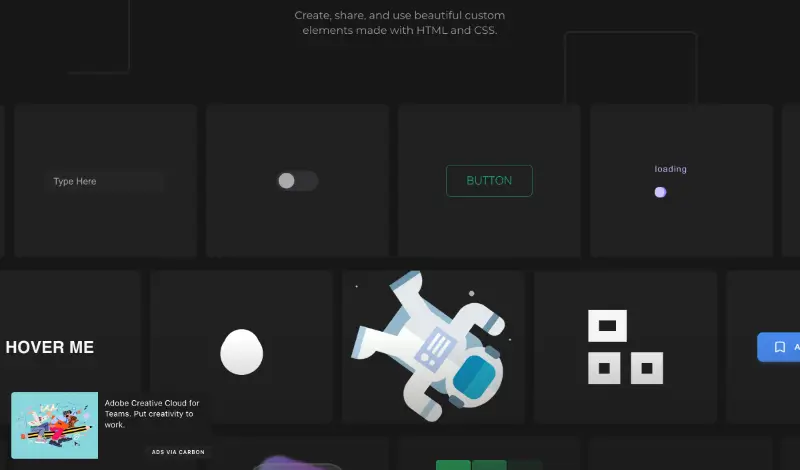 Create, share, and use beautiful custom
elements made with HTML and CSS.
Type Here
BUTTON
loading
HOVER ME
A
Adobe Creative Cloud for
Teams. Put creativity to
work.
ADS VIA CARBON